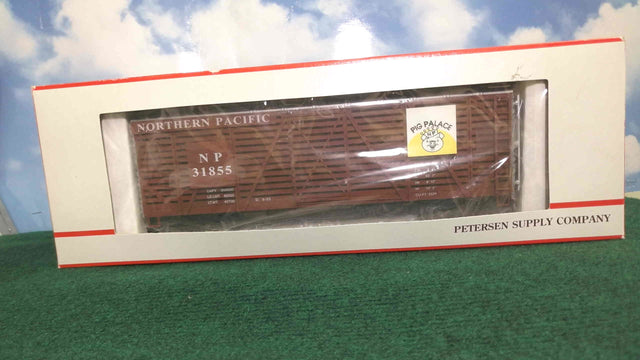 NORTHERN PACIFIC
PIG PALACE
N.P.
N P
31855
PETERSEN SUPPLY COMPANY